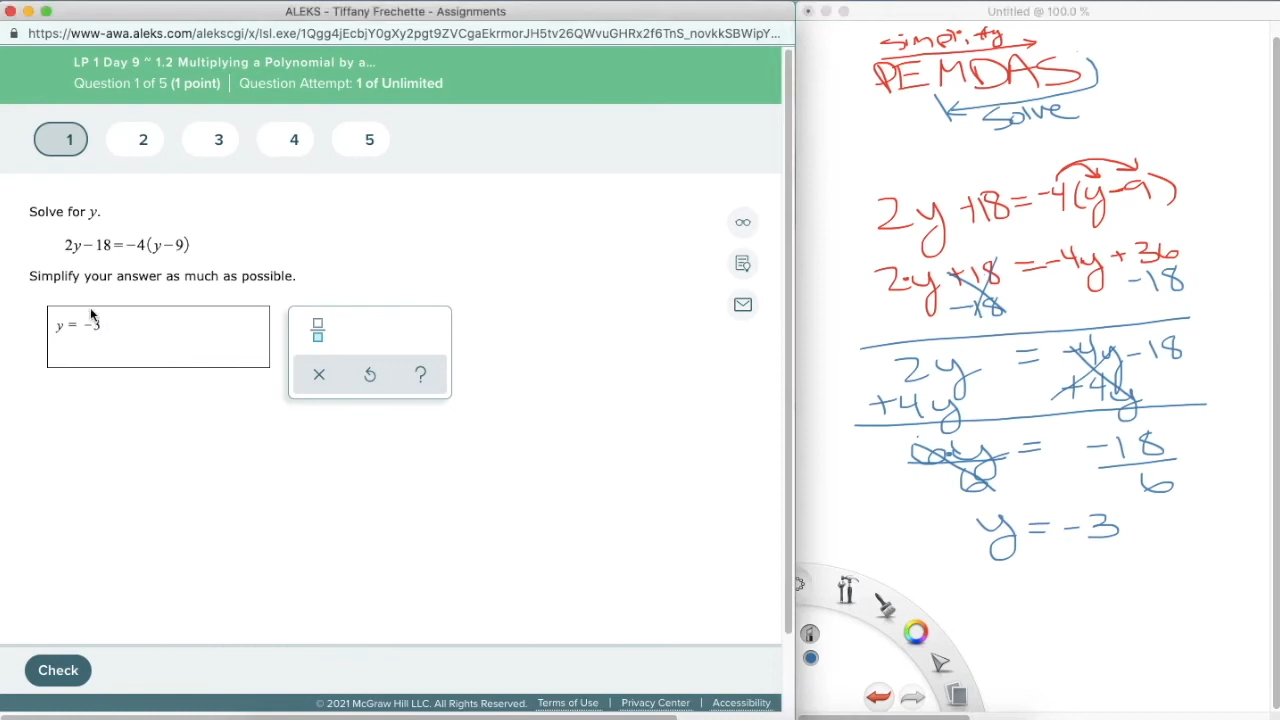 ALEKS - Tiffany Frechette - Assignments
https://www-awa.aleks.com/alekscgi/x/Isl.exe/1Qgg4jEcbjY0gXy2pgt9ZVCgaEkrmorJH5tv26QWvuGHRx2f6TnS_novkkSBWipY...
LP 1 Day 9 ~ 1.2 Multiplying a Polynomial by a...
Question 1 of 5 (1 point) | Question Attempt: 1 of Unlimited
1 2 3 4 5
Solve for y.
2y−18=−4(y−9)
Simplify your answer as much as possible.
y = −3
?
Check
© 2021 McGraw Hill LLC. All Rights Reserved. Terms of Use | Privacy Center | Accessibility
Untitled @ 100.0 %
simplify
PEMDAS
Solve
2y +18 = -4(y-9)
2·y +18 = -4y + 36
-18 -18
2y = -4y -18
+4y +4y
6·y = -18
6 6
y = -3